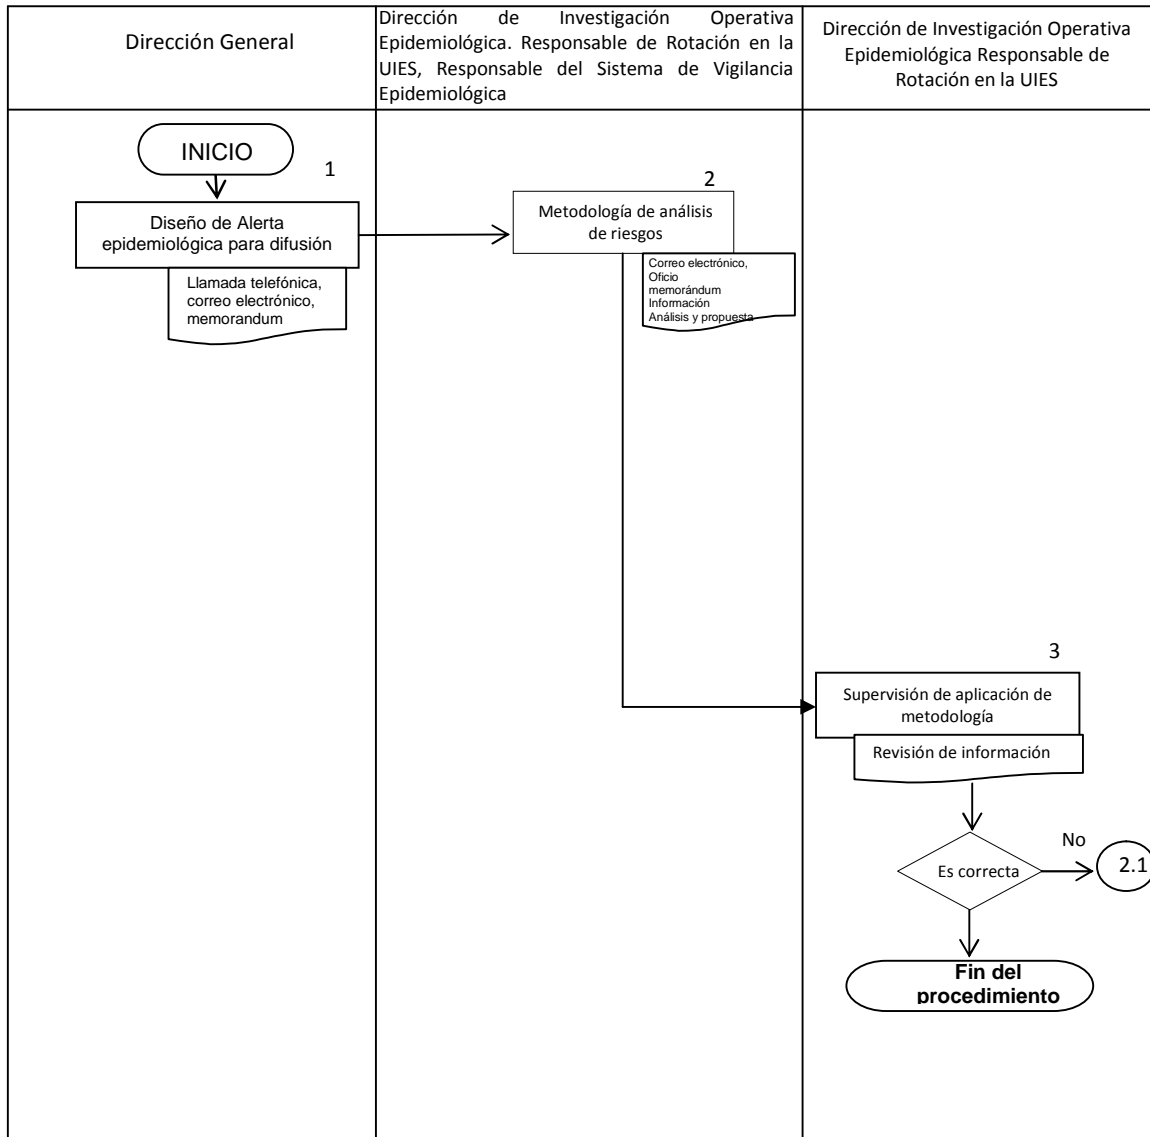 Dirección General
Dirección de Investigación Operativa
Epidemiológica. Responsable de Rotación en la
UIES, Responsable del Sistema de Vigilancia
Epidemiológica
Dirección de Investigación Operativa
Epidemiológica Responsable de
Rotación en la UIES
INICIO
1
Diseño de Alerta
epidemiológica para difusión
Llamada telefónica,
correo electrónico,
memorandum
2
Metodología de análisis
de riesgos
Correo electrónico,
Oficio
memorándum
Información
Análisis y propuesta
3
Supervisión de aplicación de
metodología
Revisión de información
Es correcta
No
2.1
Fin del
procedimiento